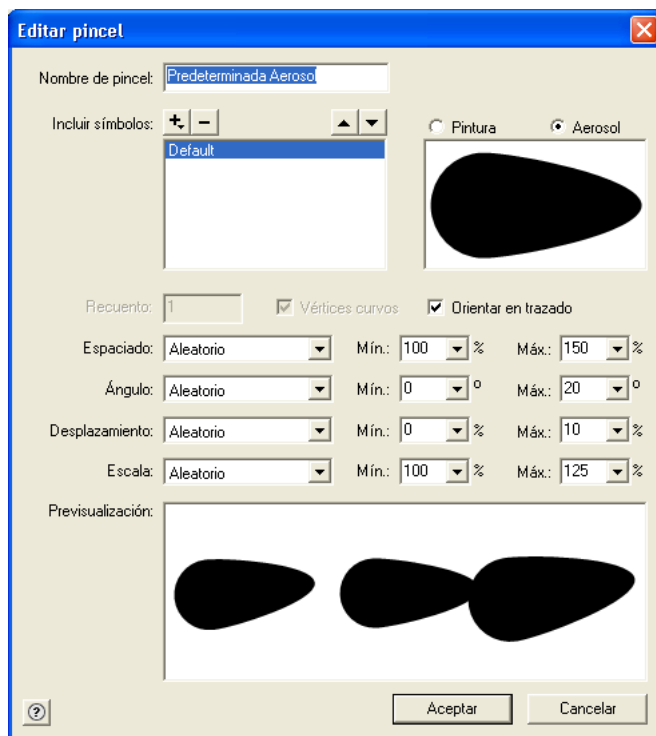 Editar pincel
Nombre de pincel: Predeterminada Aerosol
Incluir símbolos:
Pintura Aerosol
Default
Recuento: 1 Vértices curvos Orientar en trazado
Espaciado: Aleatorio Mín.: 100 % Máx.: 150 %
Ángulo: Aleatorio Mín.: 0 º Máx.: 20 º
Desplazamiento: Aleatorio Mín.: 0 % Máx.: 10 %
Escala: Aleatorio Mín.: 100 % Máx.: 125 %
Previsualización:
? Aceptar Cancelar